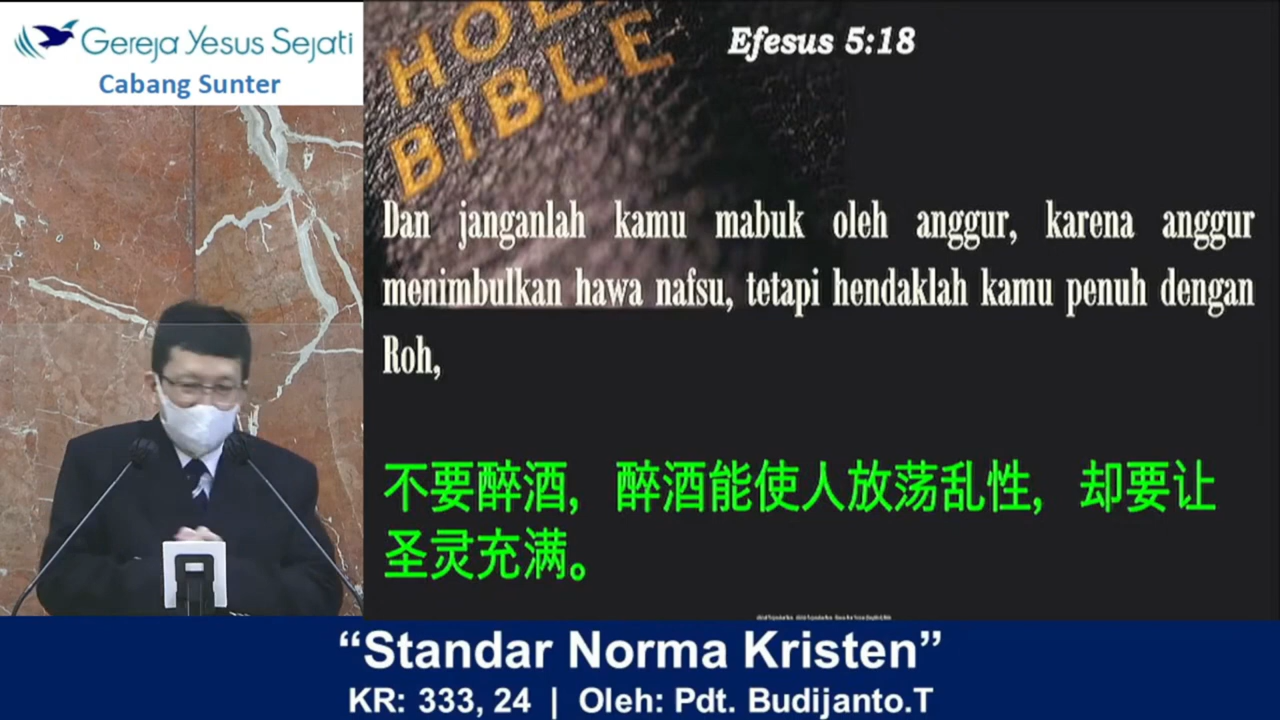 Gereja Yesus Sejati
Cabang Sunter
HOLY
BIBLE
Efesus 5:18
Dan janganlah kamu mabuk oleh anggur, karena anggur
menimbulkan hawa nafsu, tetapi hendaklah kamu penuh dengan
Roh,
不要醉酒，醉酒能使人放荡乱性，却要让
圣灵充满。
“Standar Norma Kristen”
KR: 333, 24 | Oleh: Pdt. Budijanto.T